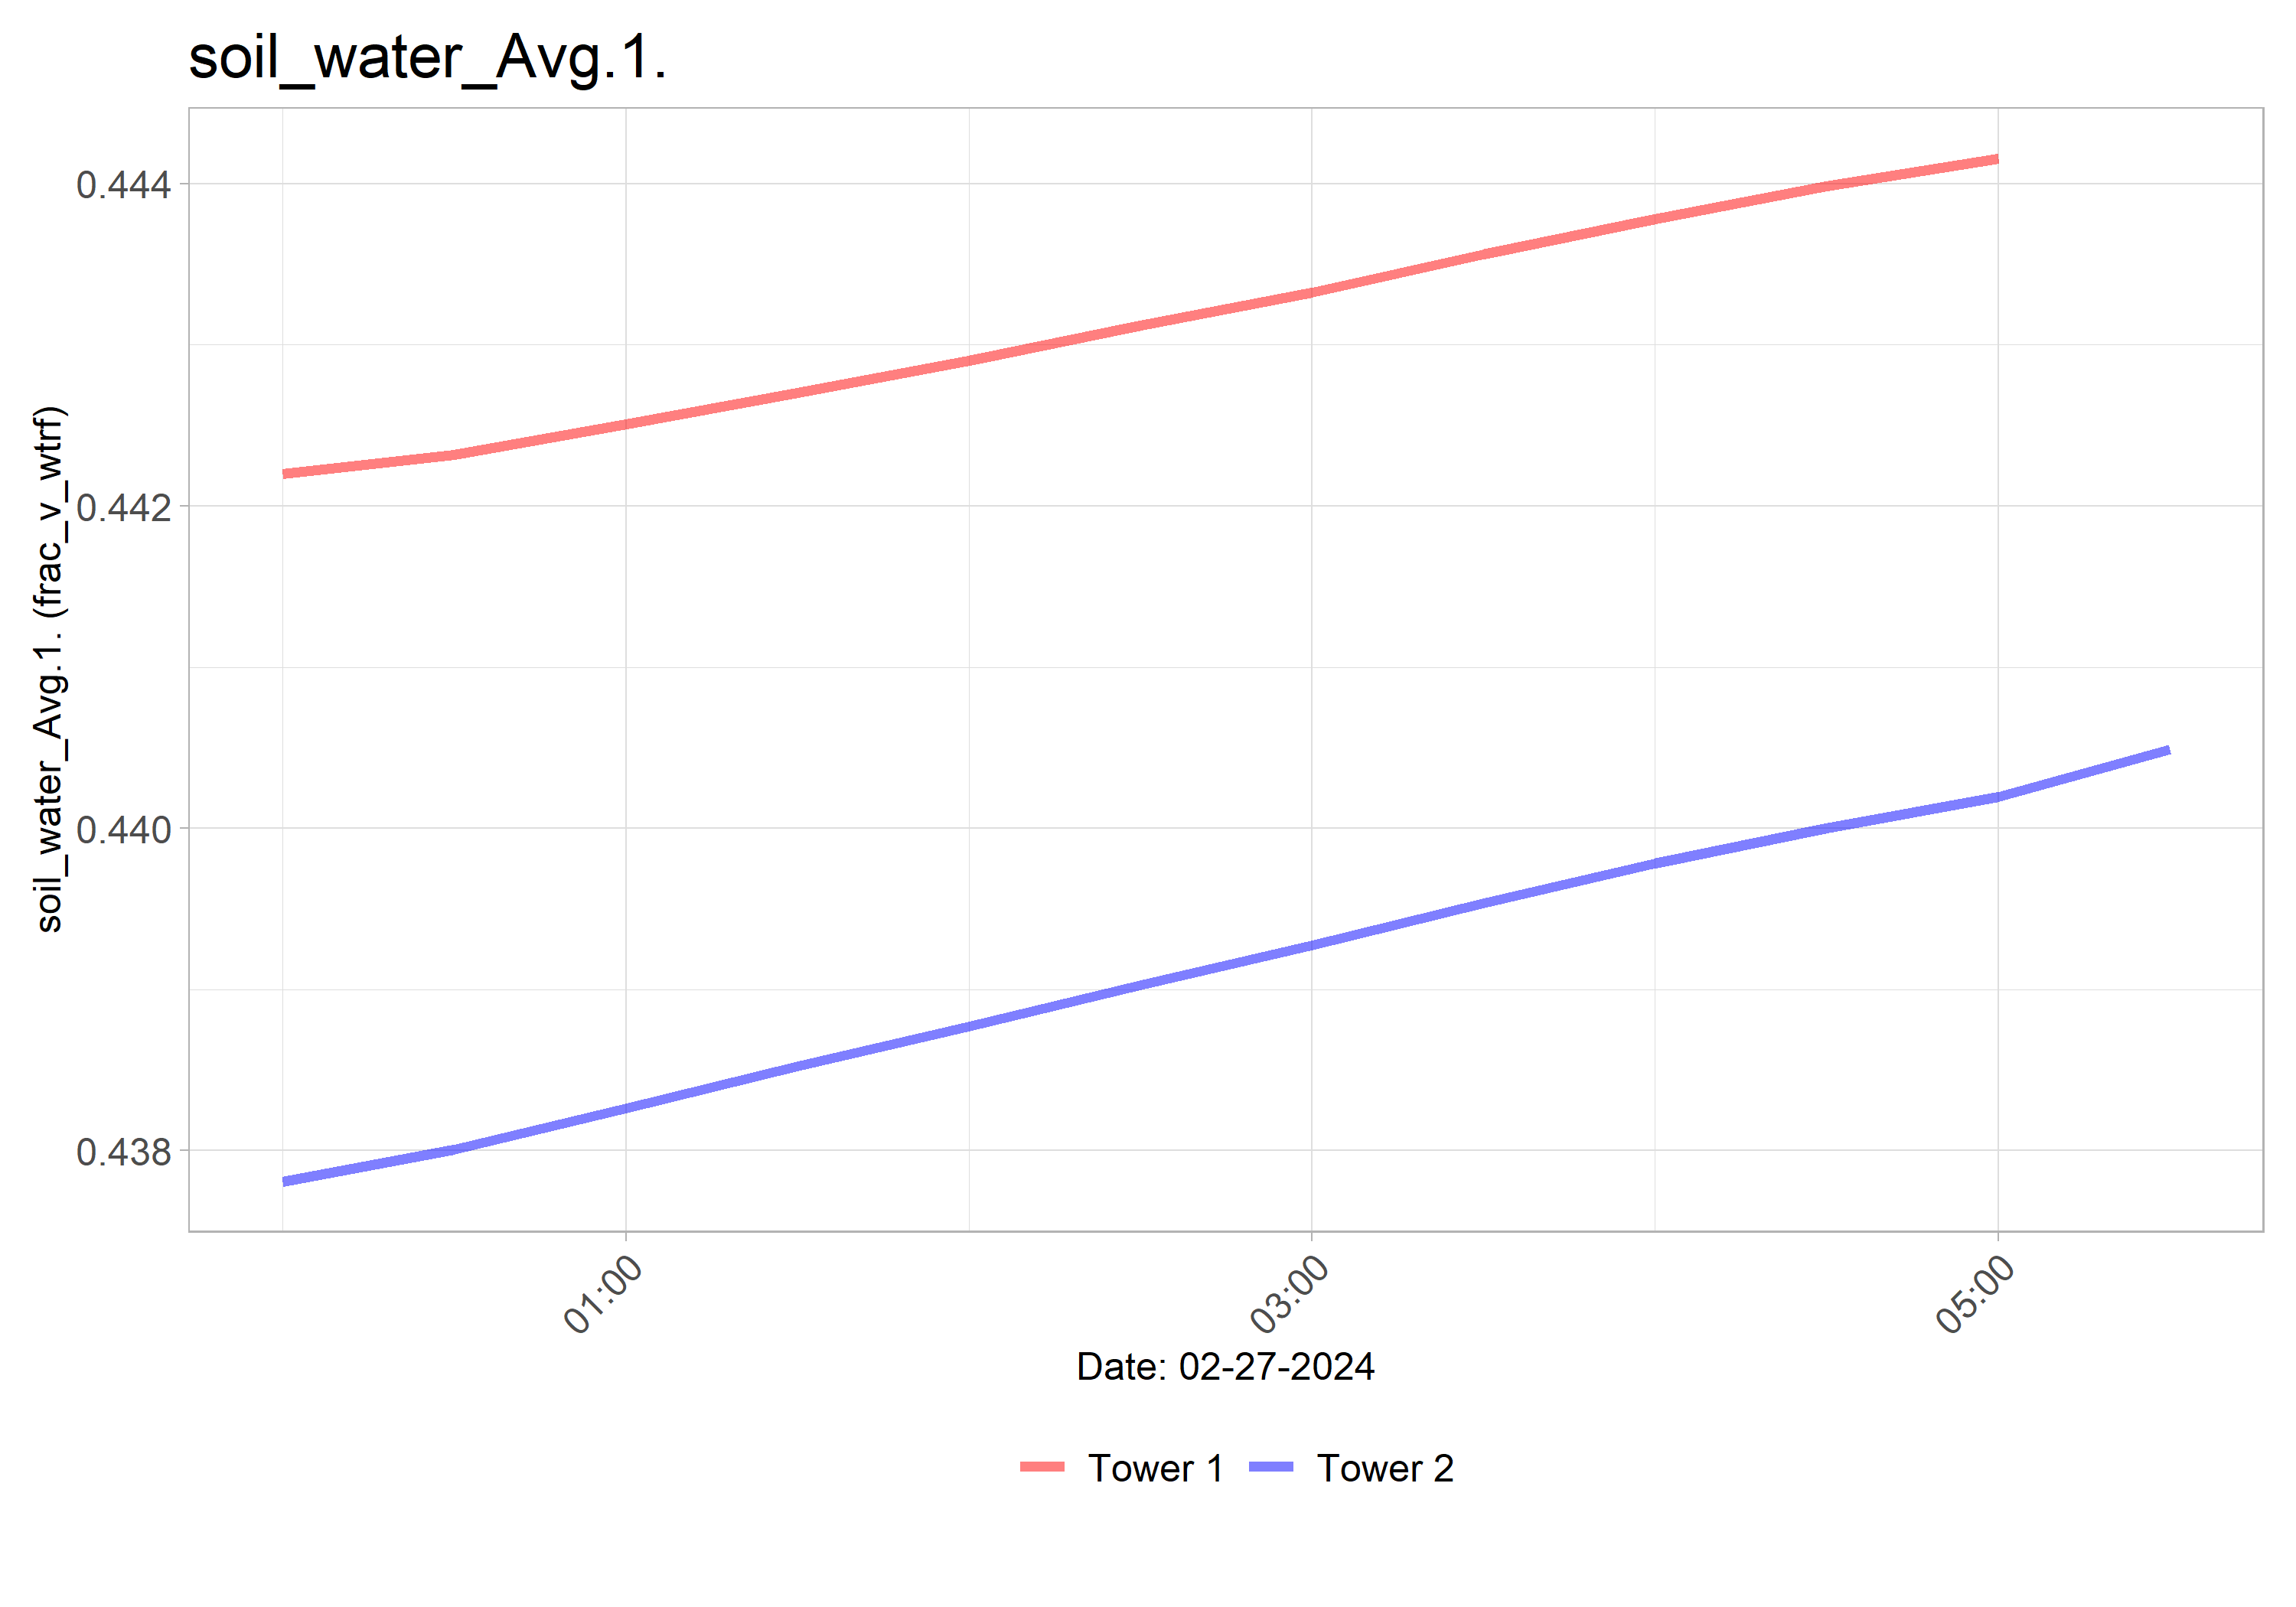 soil_water_Avg.1.
soil_water_Avg.1. (frac_v_wtrf)
0.444
0.442
0.440
0.438
01:00
03:00
05:00
Date: 02-27-2024
Tower 1
Tower 2